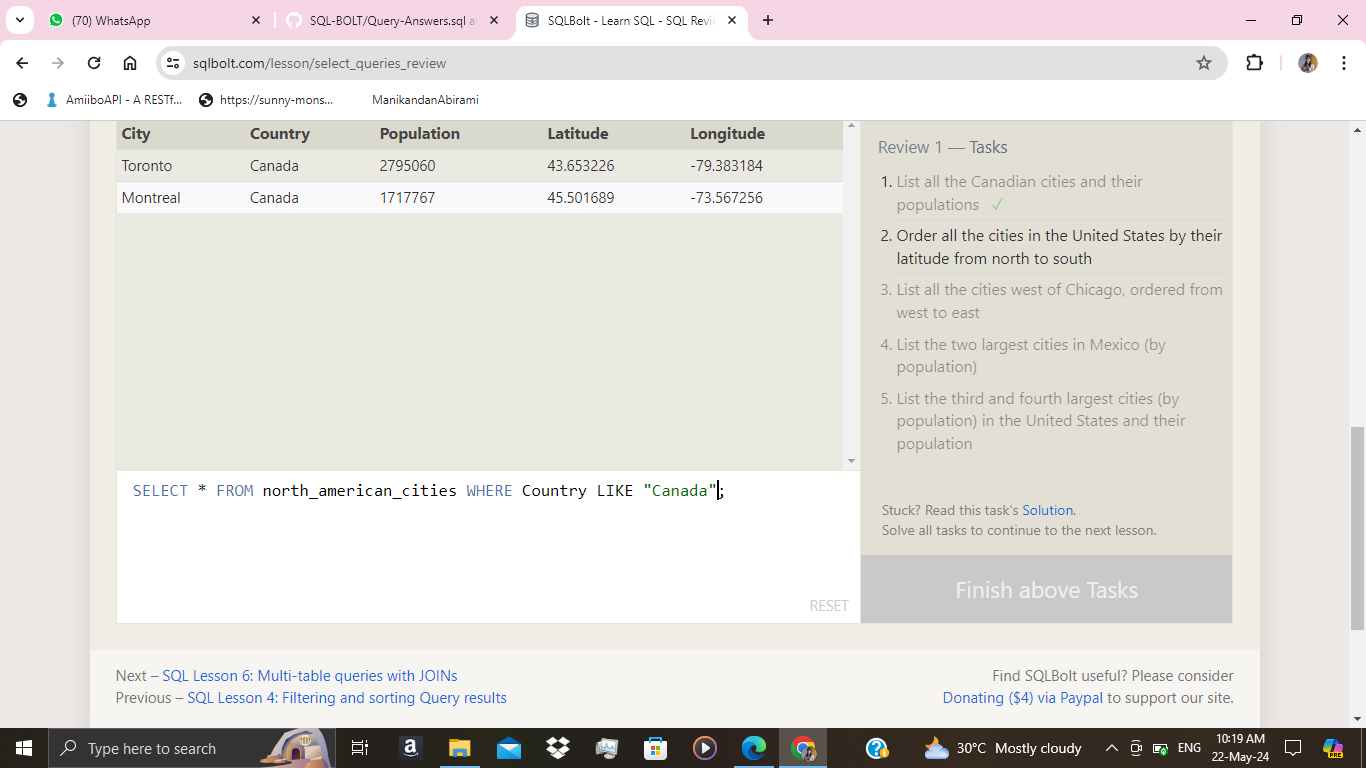 (70) WhatsApp
SQL-BOLT/Query-Answers.sql a
SQLBolt - Learn SQL - SQL Revi
sqlbolt.com/lesson/select_queries_review
AmiiboAPI - A RESTf...
https://sunny-mons...
ManikandanAbirami
City Country Population Latitude Longitude
Toronto Canada 2795060 43.653226 -79.383184
Montreal Canada 1717767 45.501689 -73.567256
Review 1 — Tasks
1. List all the Canadian cities and their
populations ✓
2. Order all the cities in the United States by their
latitude from north to south
3. List all the cities west of Chicago, ordered from
west to east
4. List the two largest cities in Mexico (by
population)
5. List the third and fourth largest cities (by
population) in the United States and their
population
SELECT * FROM north_american_cities WHERE Country LIKE "Canada";
RESET
Stuck? Read this task's Solution.
Solve all tasks to continue to the next lesson.
Finish above Tasks
Next – SQL Lesson 6: Multi-table queries with JOINs
Previous – SQL Lesson 4: Filtering and sorting Query results
Find SQLBolt useful? Please consider
Donating ($4) via Paypal to support our site.
Type here to search
30°C Mostly cloudy
ENG
10:19 AM
22-May-24
PRE